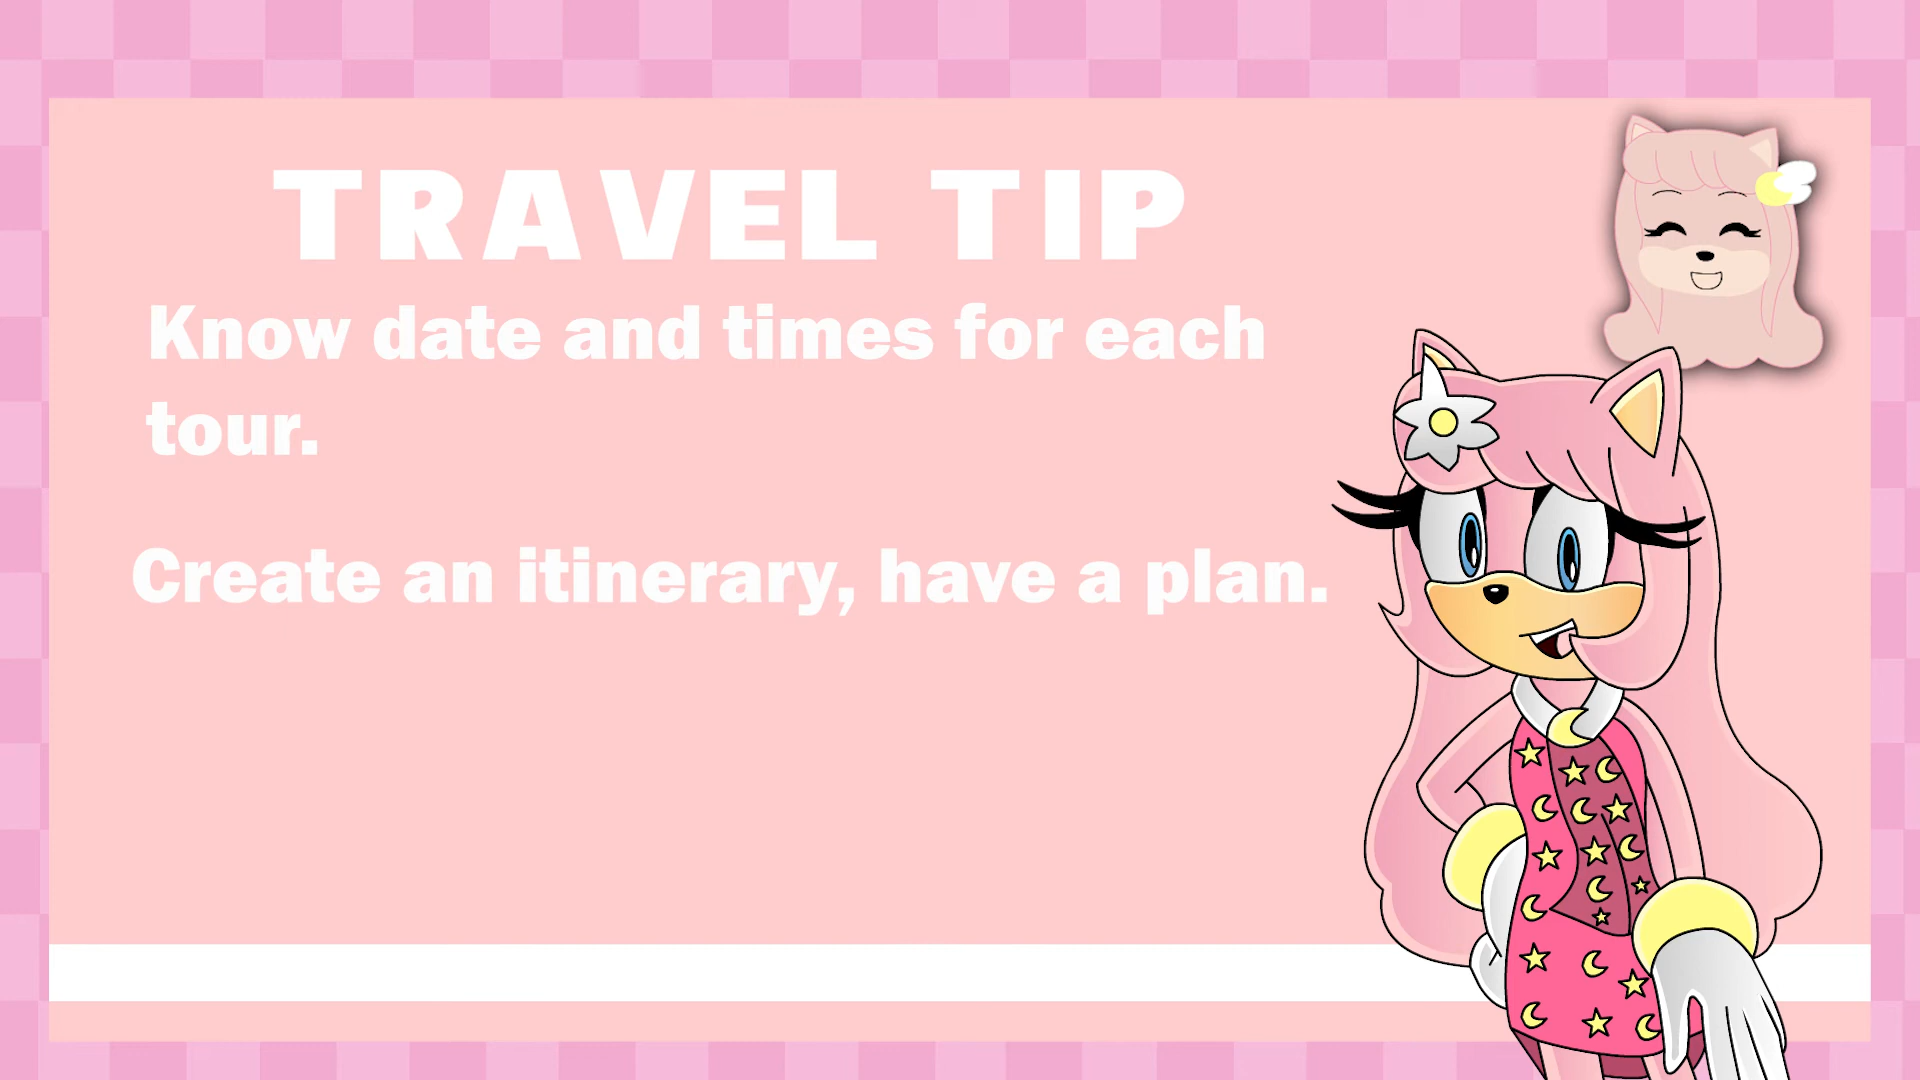 TRAVEL TIP
Know date and times for each
tour.
Create an itinerary, have a plan.